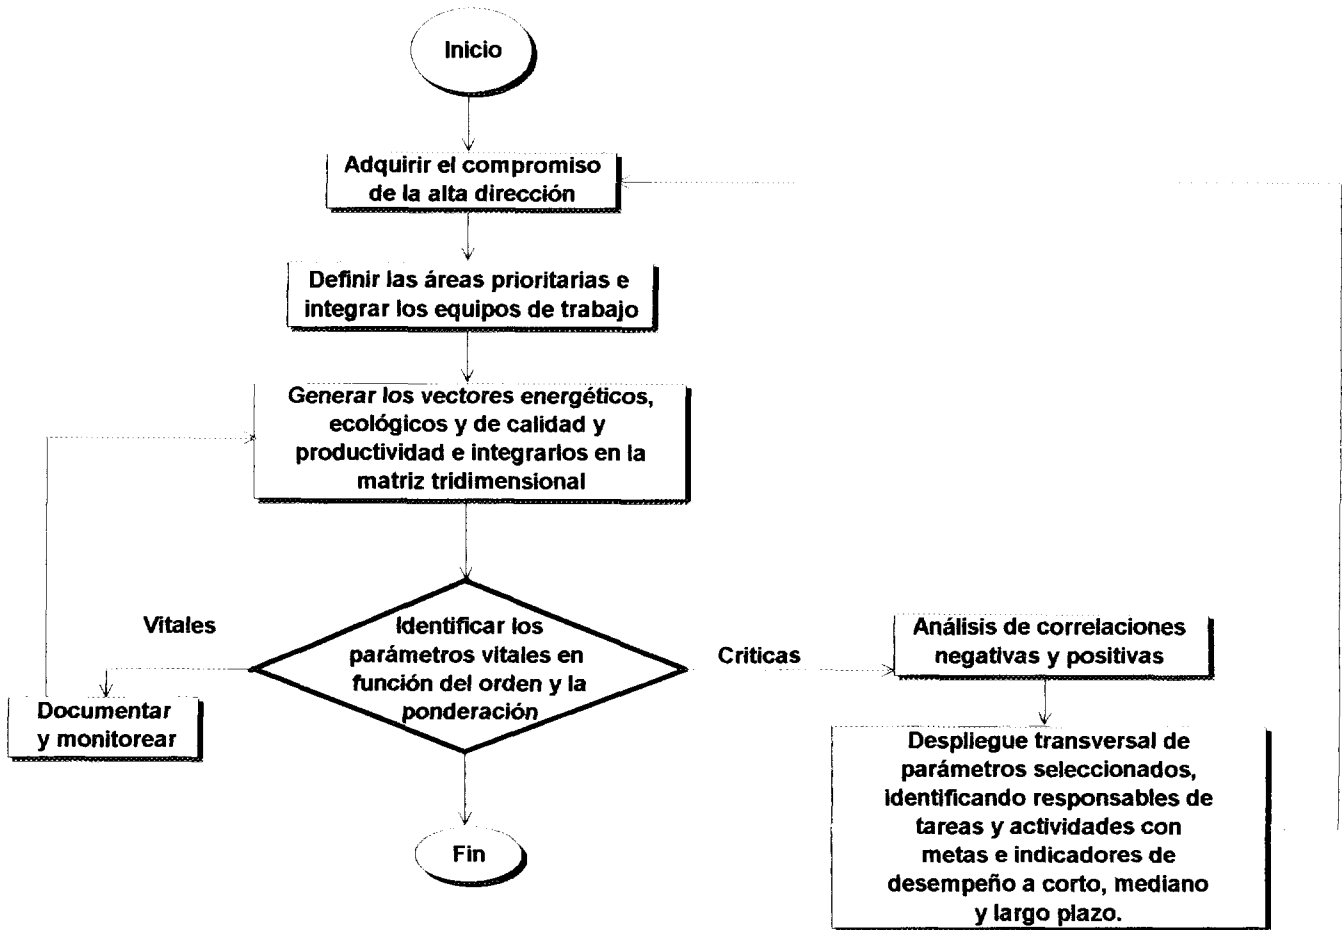 Inicio
Adquirir el compromiso
de la alta dirección
Definir las áreas prioritarias e
integrar los equipos de trabajo
Generar los vectores energéticos,
ecológicos y de calidad y
productividad e integrarlos en la
matriz tridimensional
Vitales
Identificar los
parámetros vitales en
función del orden y la
ponderación
Criticas
Análisis de correlaciones
negativas y positivas
Documentar
y monitorear
Despliegue transversal de
parámetros seleccionados,
identificando responsables de
tareas y actividades con
metas e indicadores de
desempeño a corto, mediano
y largo plazo.
Fin